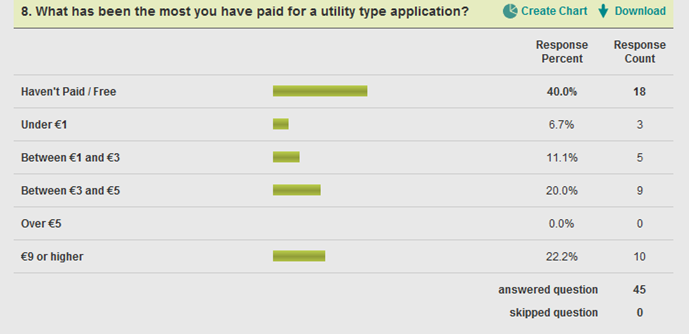 8. What has been the most you have paid for a utility type application? Create Chart Download
Response Percent Response Count
Haven't Paid / Free 40.0% 18
Under €1 6.7% 3
Between €1 and €3 11.1% 5
Between €3 and €5 20.0% 9
Over €5 0.0% 0
€9 or higher 22.2% 10
answered question 45
skipped question 0